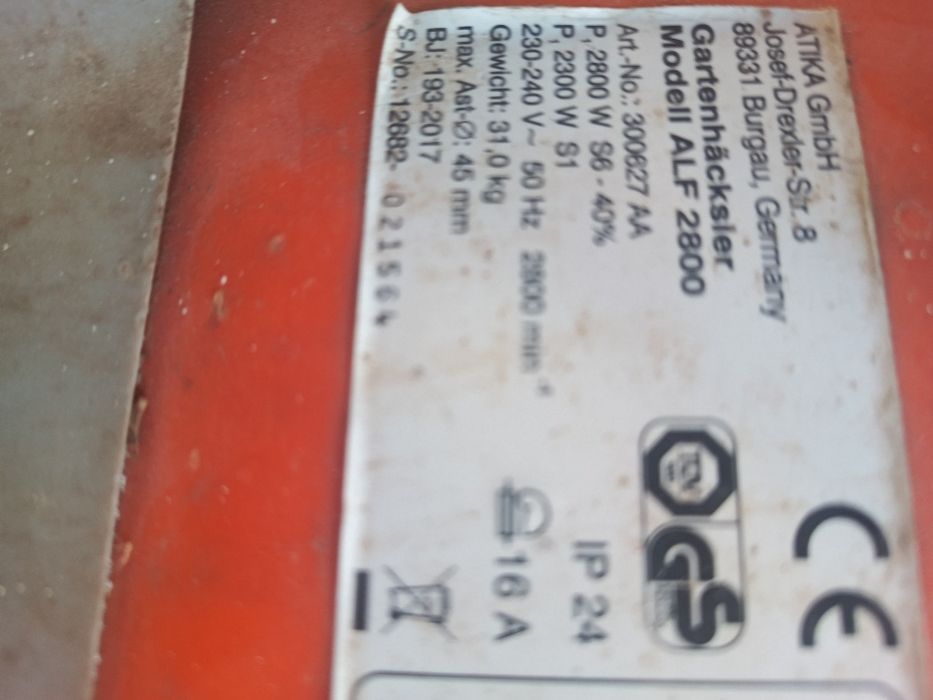 ATIKA GmbH
Josef-Drexler-Str. 8
89331 Burgau, Germany
Gartenhäcksler
Modell ALF 2800
Art.-No.: 300627 AA
P₁ 2800 W S6 - 40%
P₁ 2300 W S1
230-240 V~ 50 Hz 2800 min⁻¹
Gewicht: 31,0 kg
max. Ast-Ø: 45 mm
BJ: 193-2017
S-No.: 12682- 021564
CE
TÜV
GS
IP 24
16 A